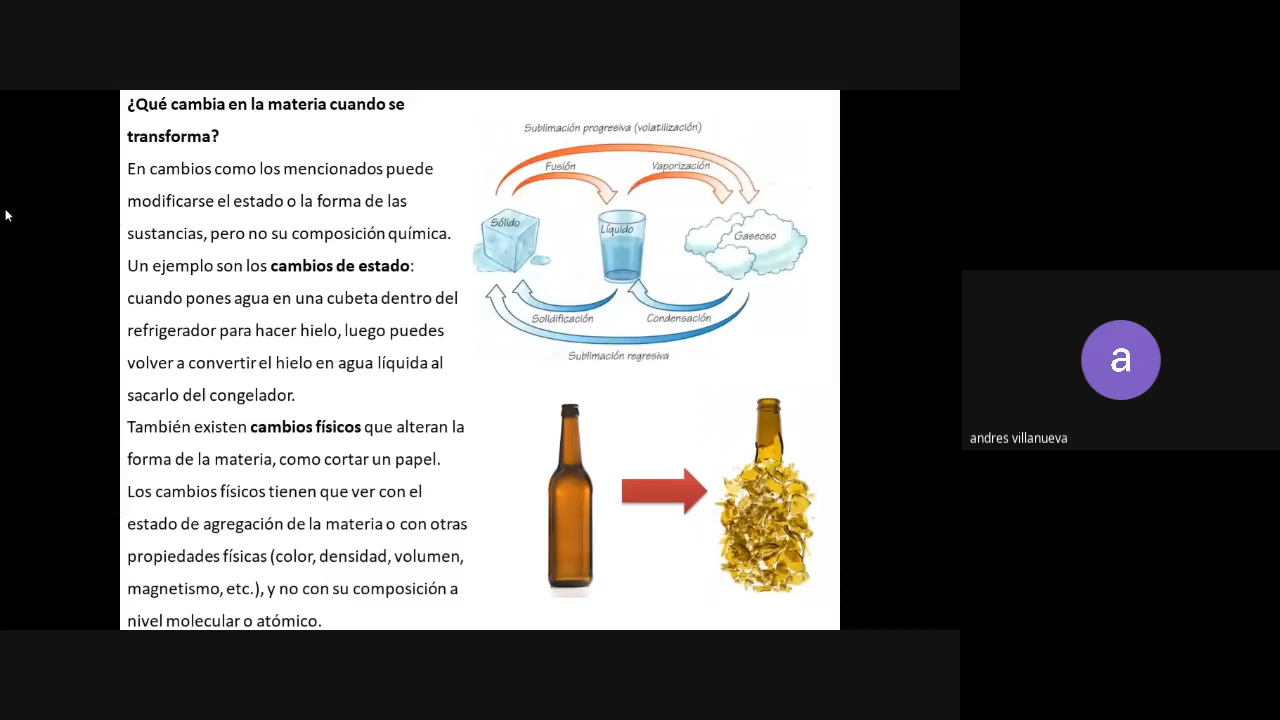 ¿Qué cambia en la materia cuando se
transforma?
En cambios como los mencionados puede
modificarse el estado o la forma de las
sustancias, pero no su composición química.
Un ejemplo son los cambios de estado:
cuando pones agua en una cubeta dentro del
refrigerador para hacer hielo, luego puedes
volver a convertir el hielo en agua líquida al
sacarlo del congelador.
También existen cambios físicos que alteran la
forma de la materia, como cortar un papel.
Los cambios físicos tienen que ver con el
estado de agregación de la materia o con otras
propiedades físicas (color, densidad, volumen,
magnetismo, etc.), y no con su composición a
nivel molecular o atómico.
Sublimación progresiva (volatilización)
Fusión
Vaporización
Sólido
Líquido
Gaseoso
Solidificación
Condensación
Sublimación regresiva
a
andres villanueva